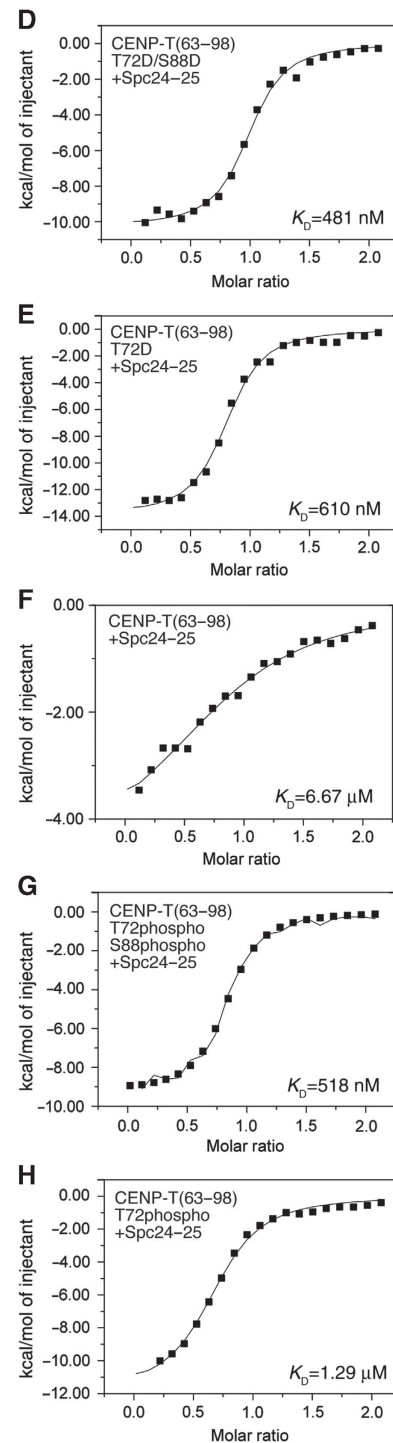 D
CENP-T(63–98)
T72D/S88D
+Spc24–25
0.00
−2.00
−4.00
−6.00
−8.00
−10.00
kcal/mol of injectant
KD=481 nM
0.0 0.5 1.0 1.5 2.0
Molar ratio
E
CENP-T(63–98)
T72D
+Spc24–25
0.00
−2.00
−4.00
−6.00
−8.00
−10.00
−12.00
−14.00
kcal/mol of injectant
KD=610 nM
0.0 0.5 1.0 1.5 2.0
Molar ratio
F
CENP-T(63–98)
+Spc24–25
0.00
−2.00
−4.00
kcal/mol of injectant
KD=6.67 μM
0.0 0.5 1.0 1.5 2.0
Molar ratio
G
CENP-T(63–98)
T72phospho
S88phospho
+Spc24–25
0.00
−2.00
−4.00
−6.00
−8.00
−10.00
kcal/mol of injectant
KD=518 nM
0.0 0.5 1.0 1.5 2.0
Molar ratio
H
CENP-T(63–98)
T72phospho
+Spc24–25
0.00
−2.00
−4.00
−6.00
−8.00
−10.00
−12.00
kcal/mol of injectant
KD=1.29 μM
0.0 0.5 1.0 1.5 2.0
Molar ratio